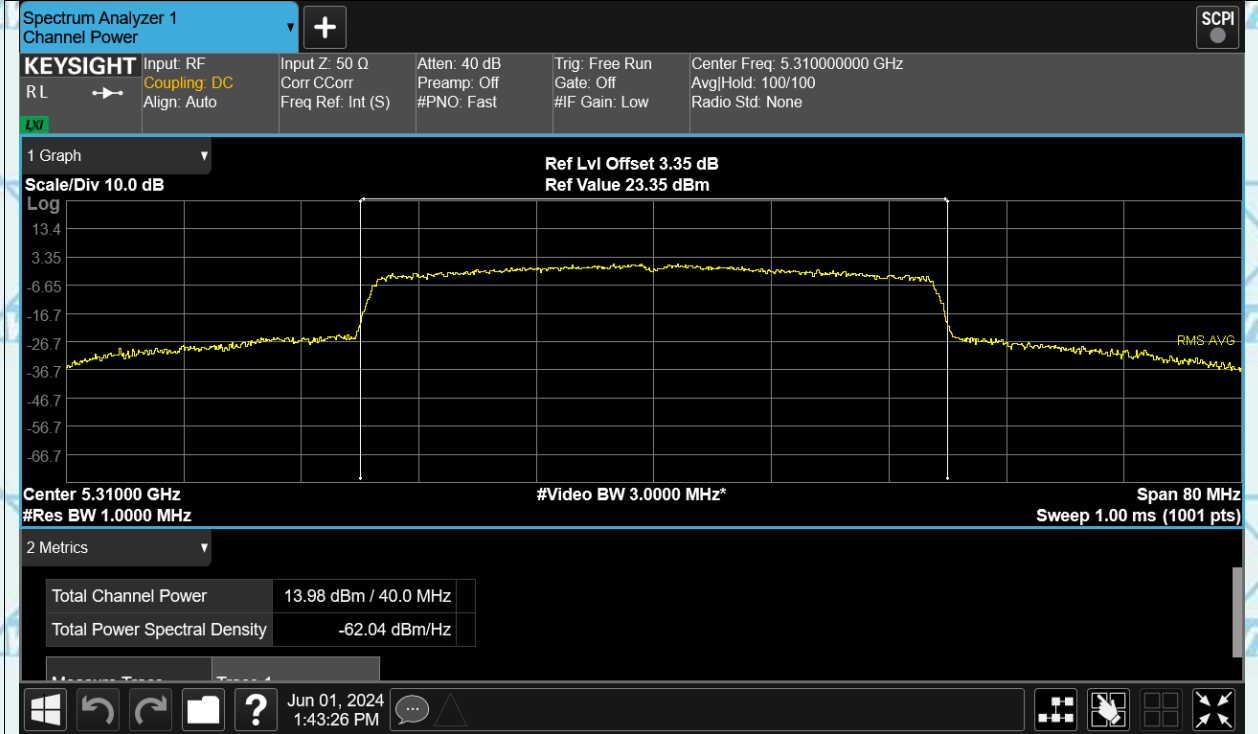 Spectrum Analyzer 1
Channel Power
SCPI
KEYSIGHT
R L
LXI
Input: RF
Coupling: DC
Align: Auto
Input Z: 50 Ω
Corr CCorr
Freq Ref: Int (S)
Atten: 40 dB
Preamp: Off
#PNO: Fast
Trig: Free Run
Gate: Off
#IF Gain: Low
Center Freq: 5.310000000 GHz
Avg|Hold: 100/100
Radio Std: None
1 Graph
Scale/Div 10.0 dB
Ref Lvl Offset 3.35 dB
Ref Value 23.35 dBm
Log
13.4
3.35
-6.65
-16.7
-26.7
-36.7
-46.7
-56.7
-66.7
RMS AVG
Center 5.31000 GHz
#Video BW 3.0000 MHz*
Span 80 MHz
#Res BW 1.0000 MHz
Sweep 1.00 ms (1001 pts)
2 Metrics
Total Channel Power 13.98 dBm / 40.0 MHz
Total Power Spectral Density -62.04 dBm/Hz
Measure Trace Trace 1
Jun 01, 2024
1:43:26 PM